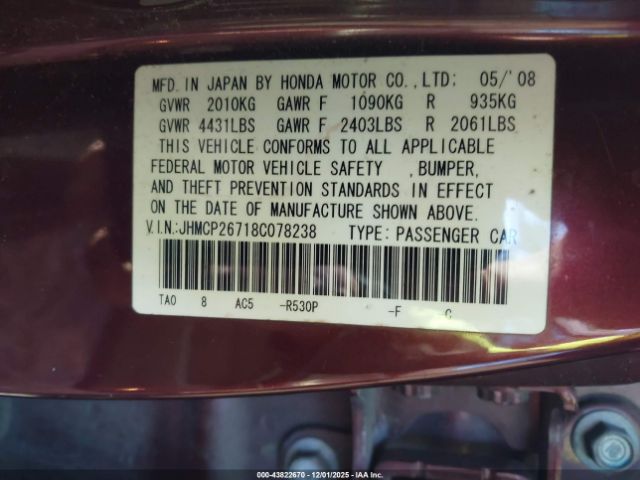 MFD. IN JAPAN BY HONDA MOTOR CO., LTD: 05/'08
GVWR 2010KG GAWR F 1090KG R 935KG
GVWR 4431LBS GAWR F 2403LBS R 2061LBS
THIS VEHICLE CONFORMS TO ALL APPLICABLE
FEDERAL MOTOR VEHICLE SAFETY ,BUMPER,
AND THEFT PREVENTION STANDARDS IN EFFECT
ON THE DATE OF MANUFACTURE SHOWN ABOVE.
V.I.N:JHMCP26718C078238 TYPE: PASSENGER CAR
TA0 8 AC5 -R530P -F -C
000-43822670 - 12/01/2025 - IAA Inc.